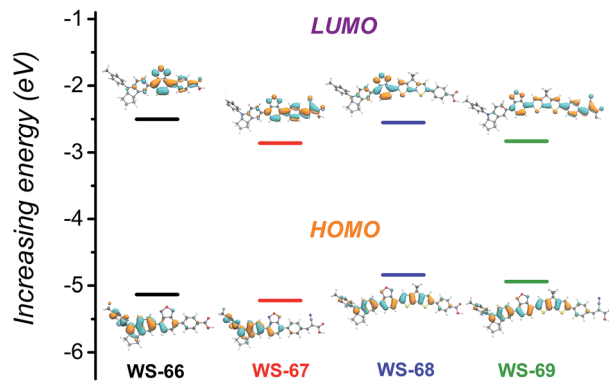 Increasing energy (eV)
-1
-2
-3
-4
-5
-6
LUMO
HOMO
WS-66
WS-67
WS-68
WS-69